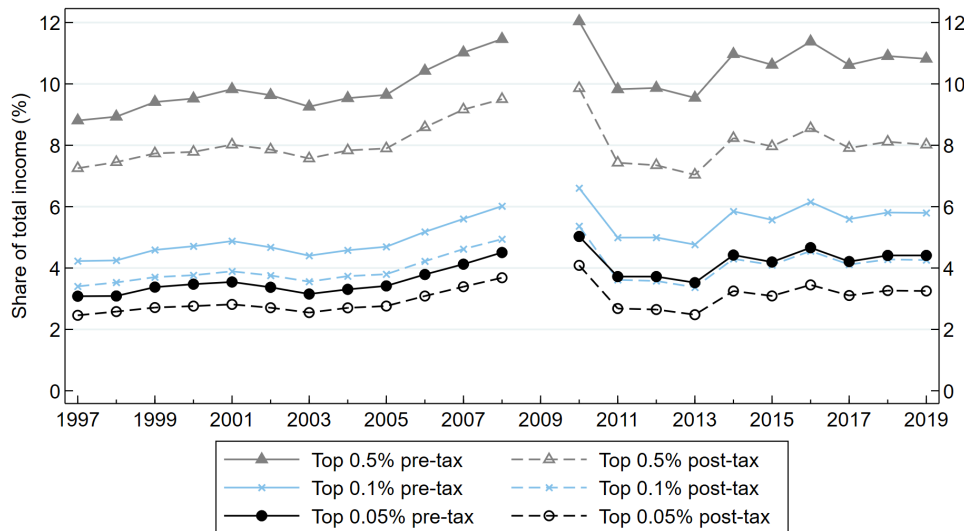 12 12
10 10
8 8
6 6
4 4
2 2
0 0
Share of total income (%)
1997 1999 2001 2003 2005 2007 2009 2011 2013 2015 2017 2019
Top 0.5% pre-tax Top 0.5% post-tax
Top 0.1% pre-tax Top 0.1% post-tax
Top 0.05% pre-tax Top 0.05% post-tax